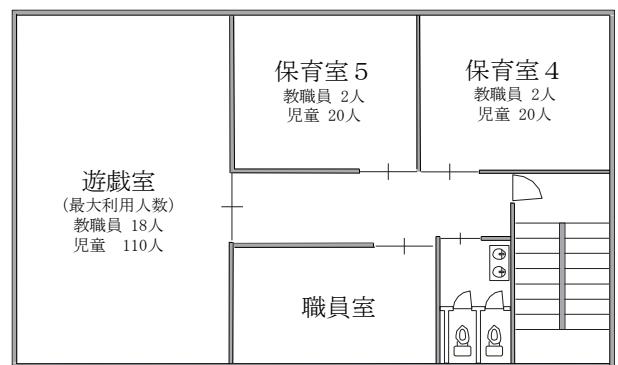 保育室５
教職員 2人
児童 20人
保育室４
教職員 2人
児童 20人
遊戯室
(最大利用人数)
教職員 18人
児童 110人
職員室